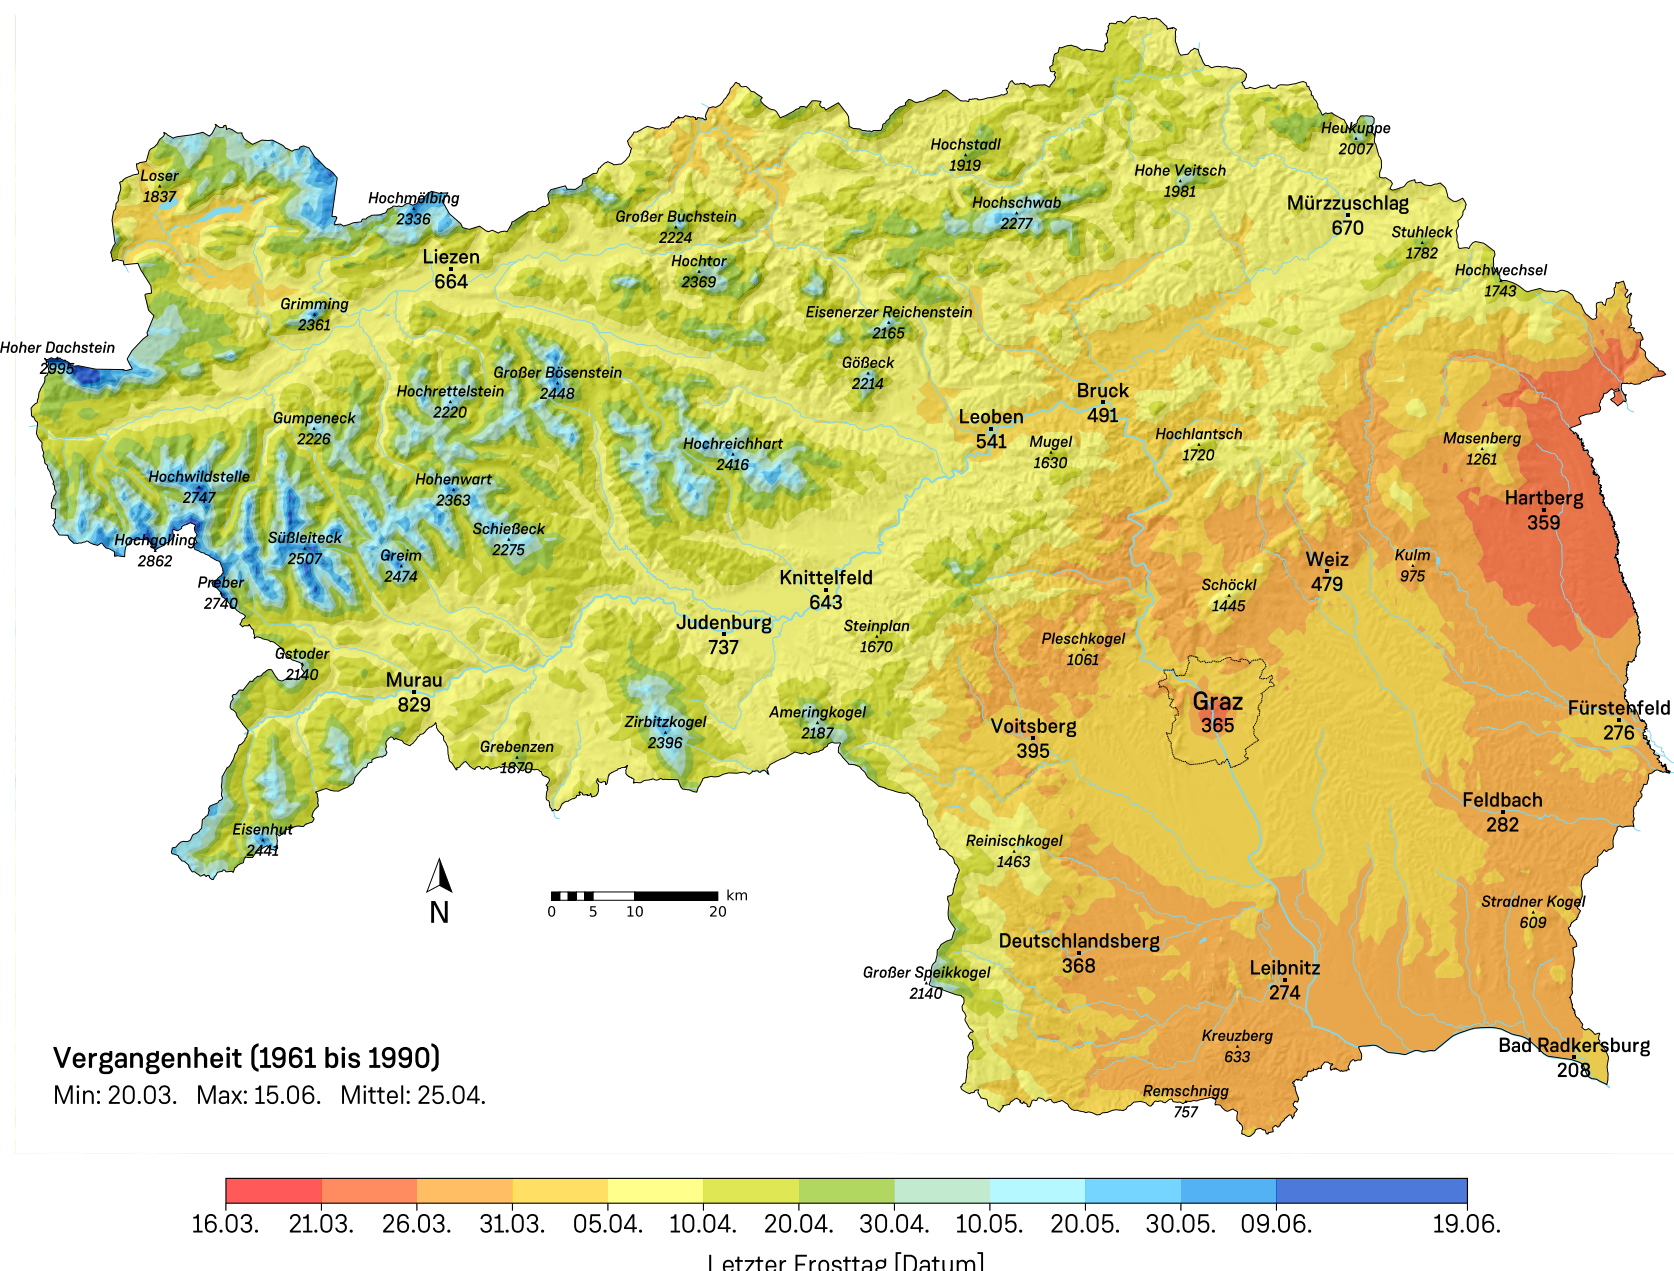 Heukuppe
2007
Hochstadl
1919
Hohe Veitsch
1981
Loser
1837
Hochmölbing
2336
Hochschwab
2277
Mürzzuschlag
670
Großer Buchstein
2224
Stuhleck
1782
Liezen
664
Hochtor
2369
Hochwechsel
1743
Grimming
2361
Eisenerzer Reichenstein
2165
Hoher Dachstein
2995
Gößeck
2214
Großer Bösenstein
2448
Hochrettelstein
2220
Bruck
491
Gumpeneck
2226
Leoben
541
Mugel
1630
Hochlantsch
1720
Masenberg
1261
Hochreichhart
2416
Hochwildstelle
2747
Hohenwart
2363
Hartberg
359
Hochgolling
2862
Süßleiteck
2507
Schießeck
2275
Greim
2474
Weiz
479
Kulm
975
Preber
2740
Knittelfeld
643
Schöckl
1445
Judenburg
737
Steinplan
1670
Pleschkogel
1061
Gstoder
2140
Murau
829
Graz
365
Fürstenfeld
276
Zirbitzkogel
2396
Ameringkogel
2187
Voitsberg
395
Grebenzen
1870
Feldbach
282
Eisenhut
2441
Reinischkogel
1463
N
0 5 10 20 km
Stradner Kogel
609
Deutschlandsberg
368
Großer Speikkogel
2140
Leibnitz
274
Kreuzberg
633
Bad Radkersburg
208
Remschnigg
757
Vergangenheit (1961 bis 1990)
Min: 20.03. Max: 15.06. Mittel: 25.04.
16.03. 21.03. 26.03. 31.03. 05.04. 10.04. 20.04. 30.04. 10.05. 20.05. 30.05. 09.06. 19.06.
Letzter Frosttag [Datum]